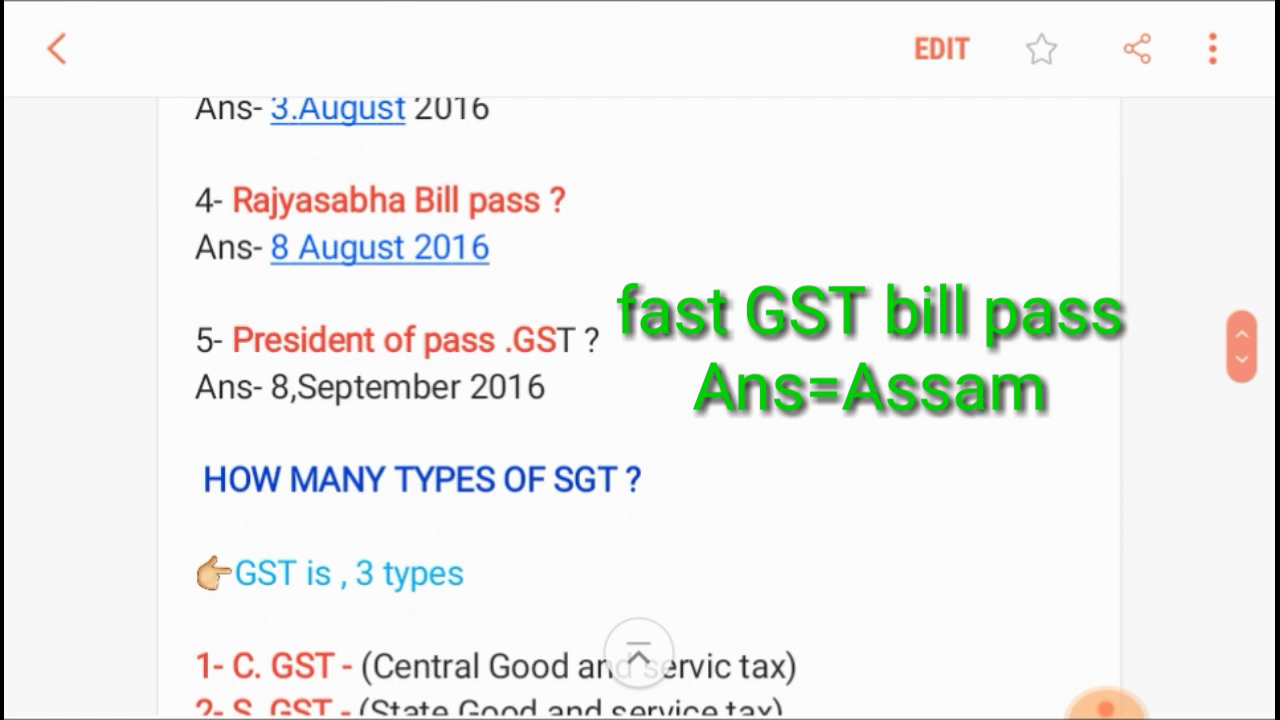 EDIT
Ans- 3.August 2016
4- Rajyasabha Bill pass ?
Ans- 8 August 2016
5- President of pass .GST ?
Ans- 8,September 2016
fast GST bill pass
Ans=Assam
HOW MANY TYPES OF SGT ?
GST is , 3 types
1- C. GST - (Central Good and servic tax)
2- S. GST - (State Good and service tax)